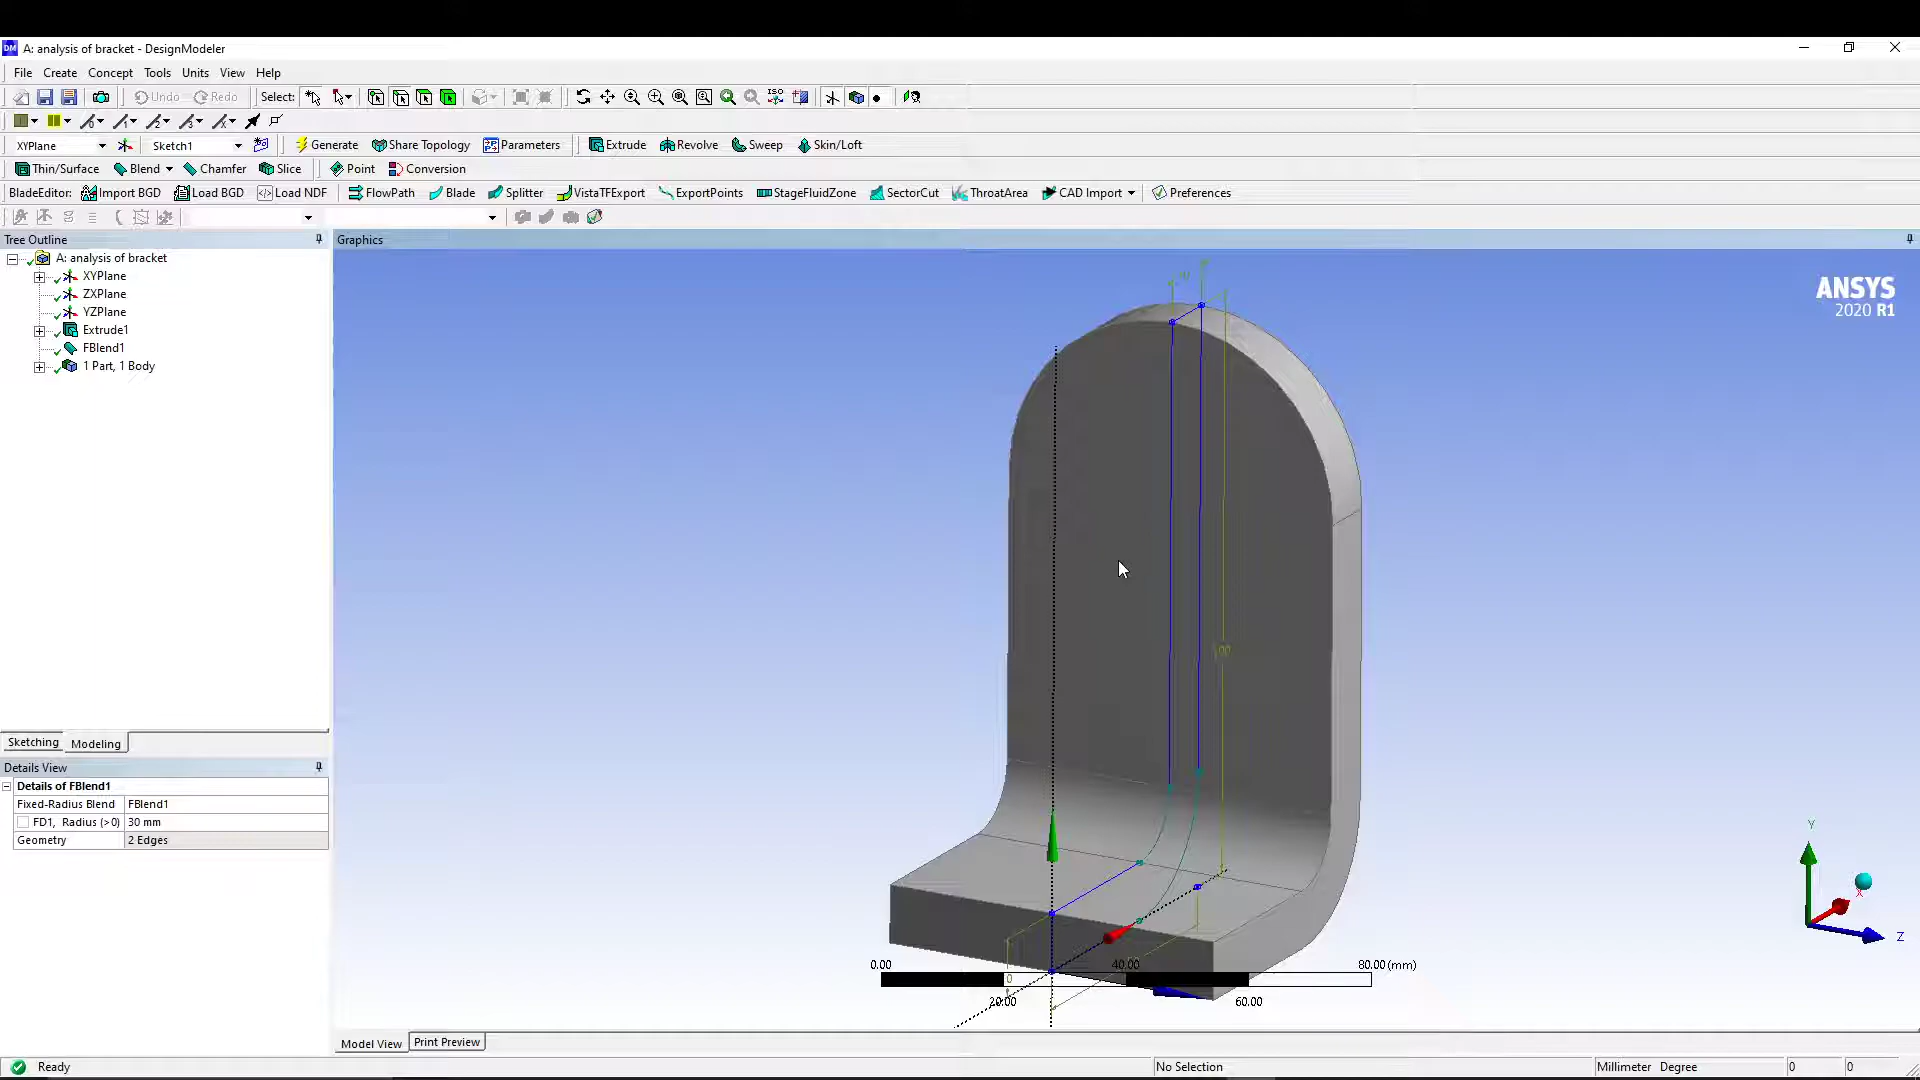 A: analysis of bracket - DesignModeler
File Create Concept Tools Units View Help
Undo Redo Select: ISO
XYPlane Sketch1 Generate Share Topology Parameters Extrude Revolve Sweep Skin/Loft
Thin/Surface Blend Chamfer Slice Point Conversion
BladeEditor: Import BGD Load BGD Load NDF FlowPath Blade Splitter VistaTFExport ExportPoints StageFluidZone SectorCut ThroatArea CAD Import Preferences
Tree Outline
Graphics
A: analysis of bracket
XYPlane
ZXPlane
YZPlane
Extrude1
FBlend1
1 Part, 1 Body
ANSYS
2020 R1
100
Sketching Modeling
Details View
Details of FBlend1
Fixed-Radius Blend FBlend1
FD1, Radius (>0) 30 mm
Geometry 2 Edges
Y
X
Z
0.00 40.00 80.00 (mm)
20.00 60.00
Model View Print Preview
Ready No Selection Millimeter Degree 0 0